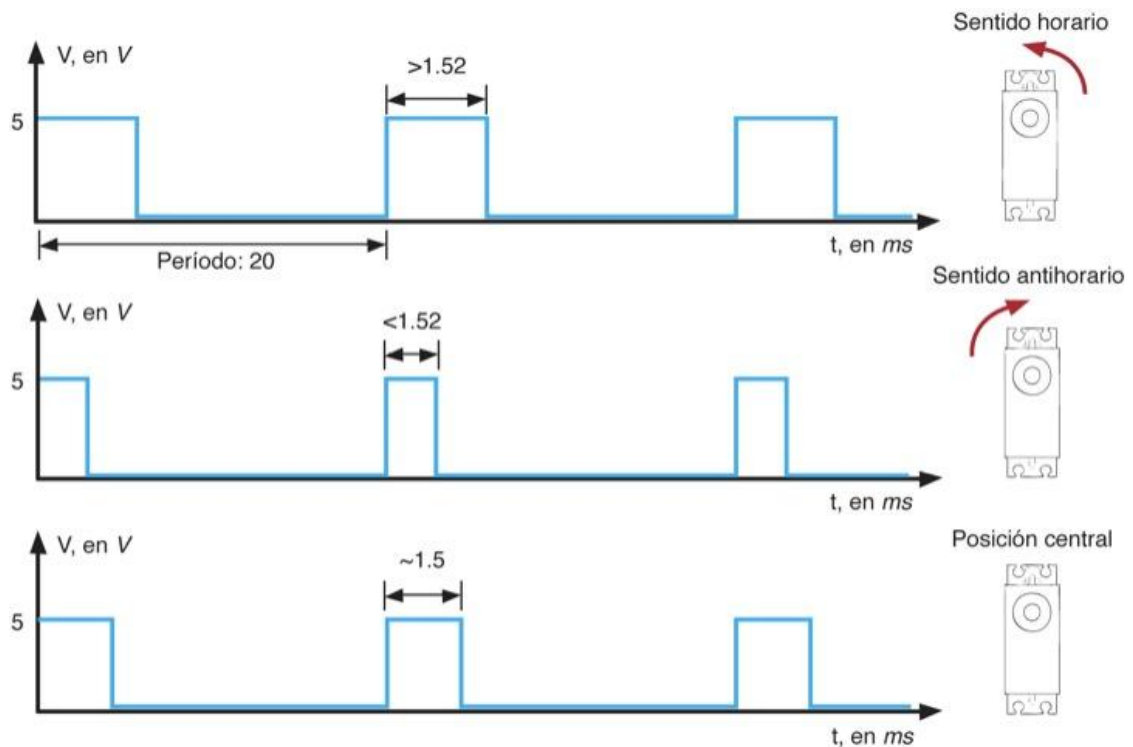 Sentido horario
V, en V
>1.52
5
t, en ms
Período: 20
Sentido antihorario
V, en V
<1.52
5
t, en ms
Posición central
V, en V
~1.5
5
t, en ms